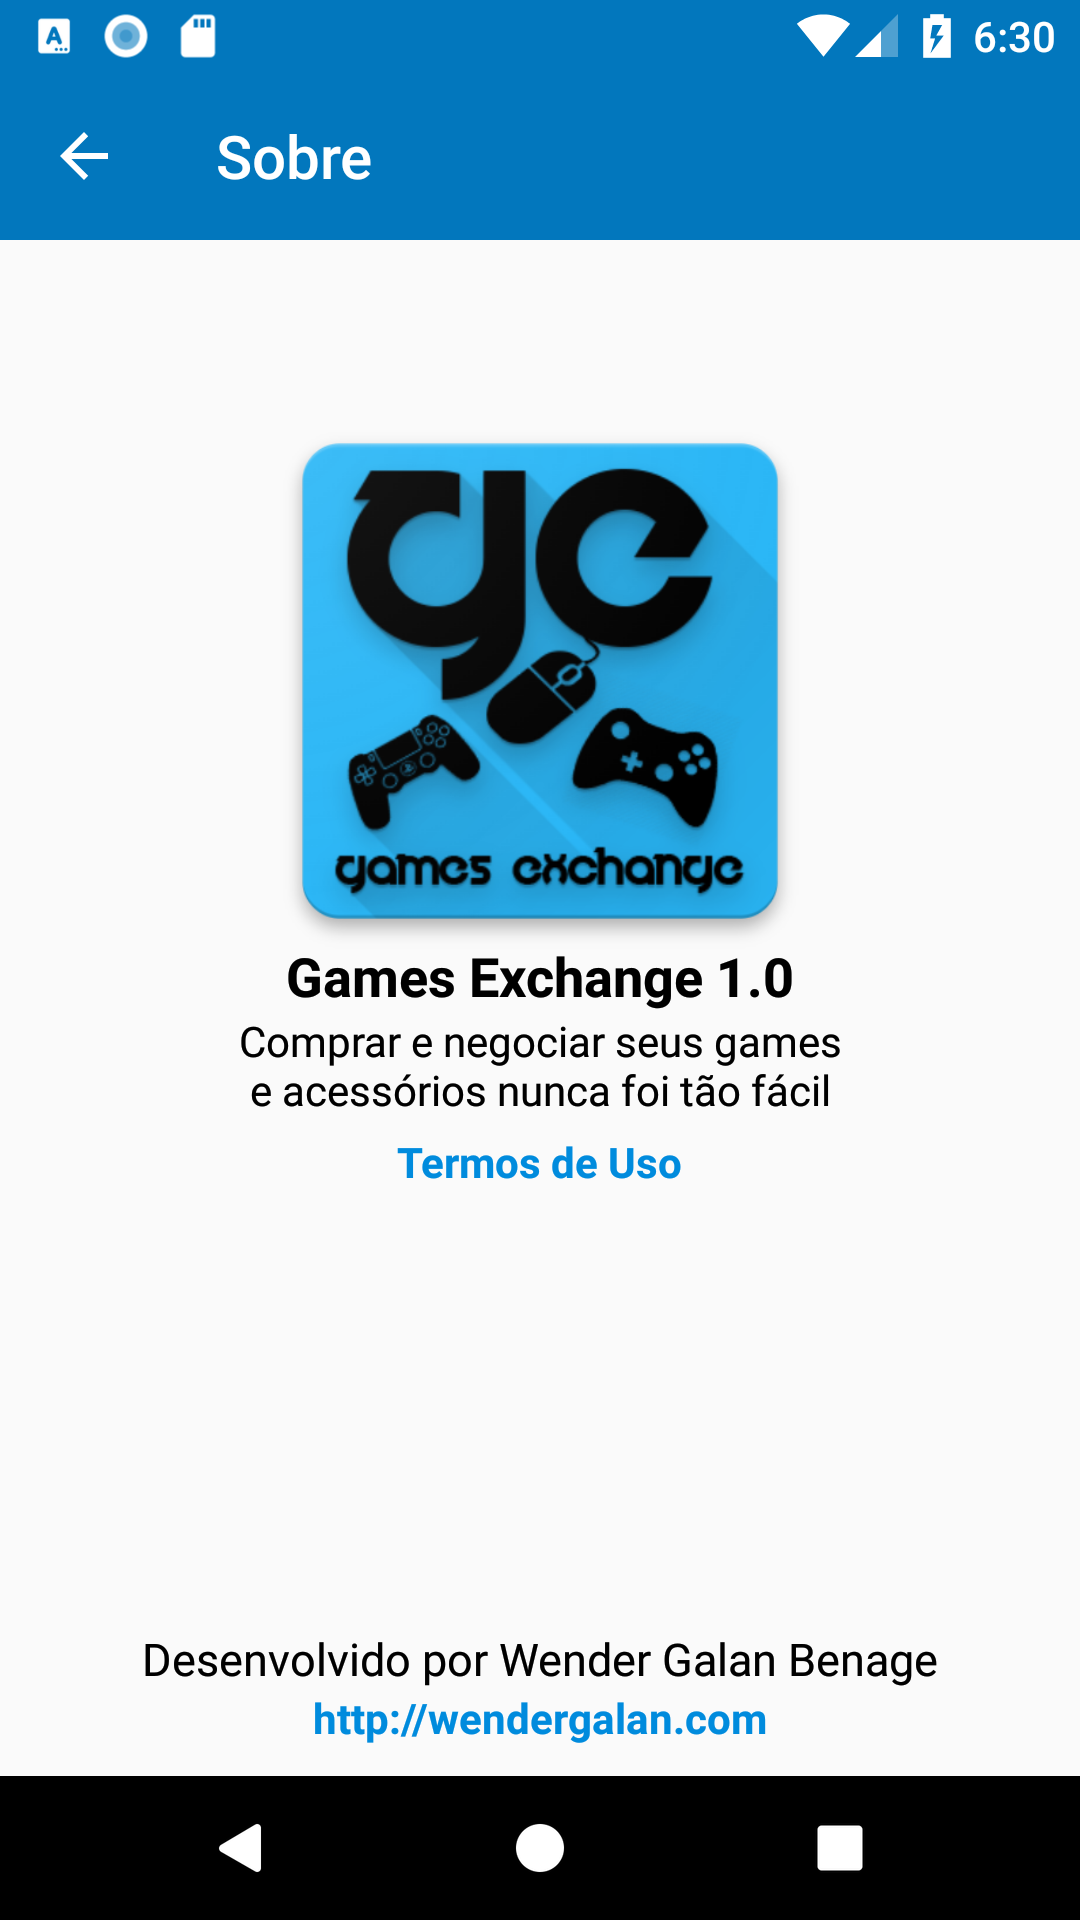 6:30
Sobre
ge
games exchange
Games Exchange 1.0
Comprar e negociar seus games
e acessórios nunca foi tão fácil
Termos de Uso
Desenvolvido por Wender Galan Benage
http://wendergalan.com